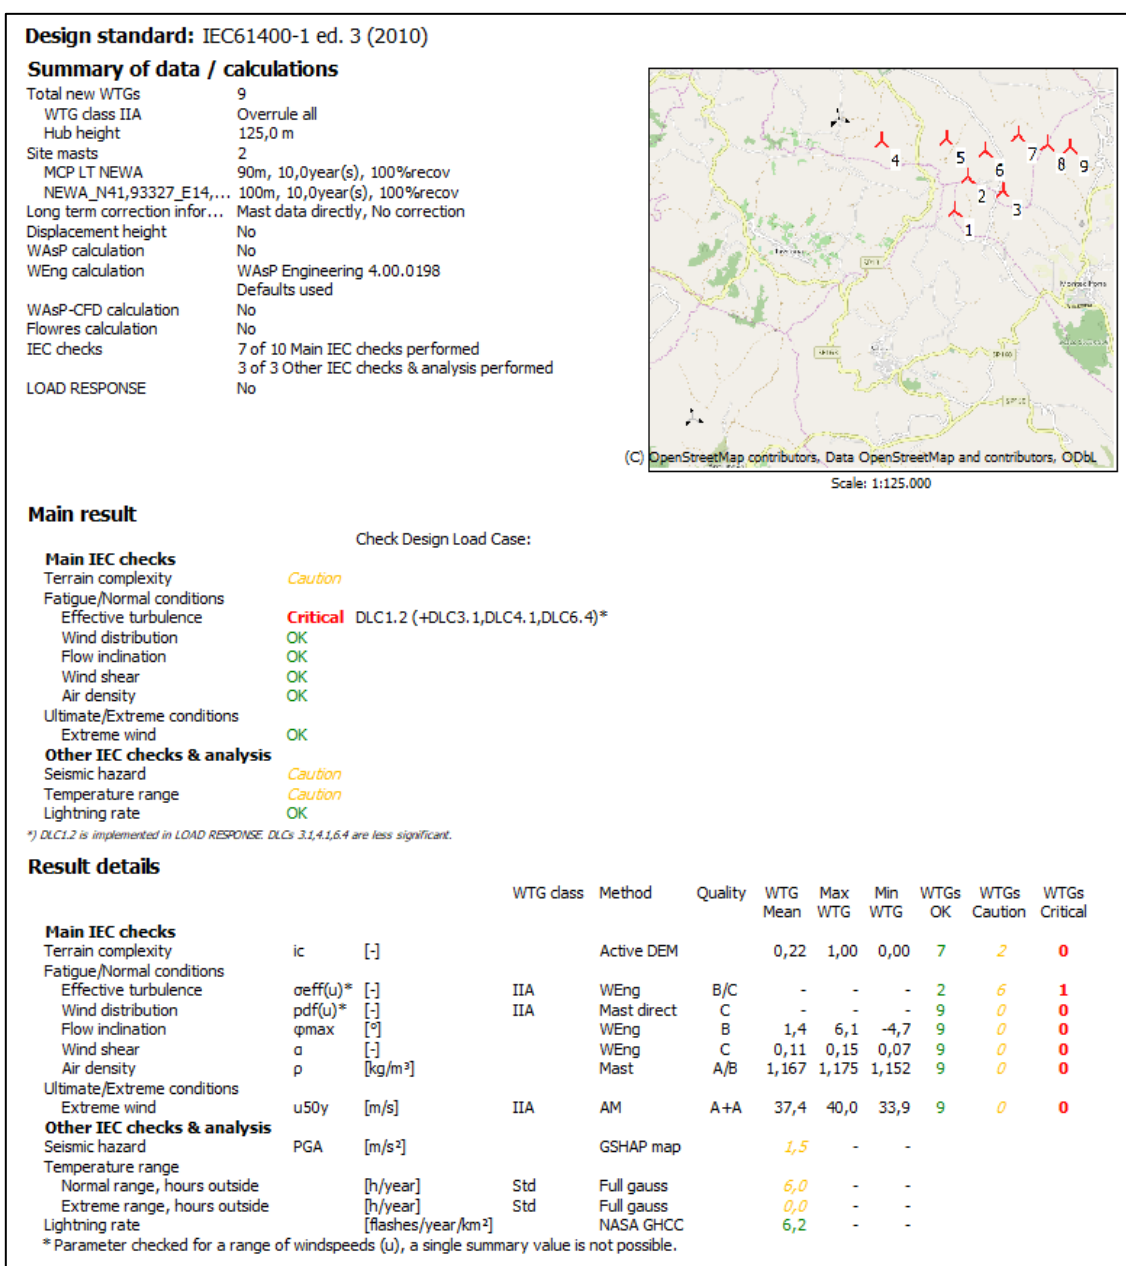 Design standard: IEC61400-1 ed. 3 (2010)
Summary of data / calculations
Total new WTGs 9
WTG class IIA Overrule all
Hub height 125,0 m
Site masts 2
MCP LT NEWA 90m, 10,0year(s), 100%recov
NEWA_N41,93327_E14,... 100m, 10,0year(s), 100%recov
Long term correction infor... Mast data directly, No correction
Displacement height No
WAsP calculation No
WEng calculation WAsP Engineering 4.00.0198
Defaults used
WAsP-CFD calculation No
Flowres calculation No
IEC checks 7 of 10 Main IEC checks performed
3 of 3 Other IEC checks & analysis performed
LOAD RESPONSE No
4
5
6
7
8
9
2
3
1
(C) OpenStreetMap contributors, Data OpenStreetMap and contributors, ODbL
Scale: 1:125.000
Main result
Check Design Load Case:
Main IEC checks
Terrain complexity Caution
Fatigue/Normal conditions
Effective turbulence Critical DLC1.2 (+DLC3.1,DLC4.1,DLC6.4)*
Wind distribution OK
Flow inclination OK
Wind shear OK
Air density OK
Ultimate/Extreme conditions
Extreme wind OK
Other IEC checks & analysis
Seismic hazard Caution
Temperature range Caution
Lightning rate OK
*) DLC1.2 is implemented in LOAD RESPONSE. DLCs 3.1,4.1,6.4 are less significant.
Result details
WTG class Method Quality WTG Max Min WTGs WTGs WTGs
Mean WTG WTG OK Caution Critical
Main IEC checks
Terrain complexity ic [-] Active DEM 0,22 1,00 0,00 7 2 0
Fatigue/Normal conditions
Effective turbulence σeff(u)* [-] IIA WEng B/C - - - 2 6 1
Wind distribution pdf(u)* [-] IIA Mast direct C - - - 9 0 0
Flow inclination φmax [°] WEng B 1,4 6,1 -4,7 9 0 0
Wind shear α [-] WEng C 0,11 0,15 0,07 9 0 0
Air density ρ [kg/m³] Mast A/B 1,167 1,175 1,152 9 0 0
Ultimate/Extreme conditions
Extreme wind u50y [m/s] IIA AM A+A 37,4 40,0 33,9 9 0 0
Other IEC checks & analysis
Seismic hazard PGA [m/s²] GSHAP map 1,5 - -
Temperature range
Normal range, hours outside [h/year] Std Full gauss 6,0 - -
Extreme range, hours outside [h/year] Std Full gauss 0,0 - -
Lightning rate [flashes/year/km²] NASA GHCC 6,2 - -
* Parameter checked for a range of windspeeds (u), a single summary value is not possible.